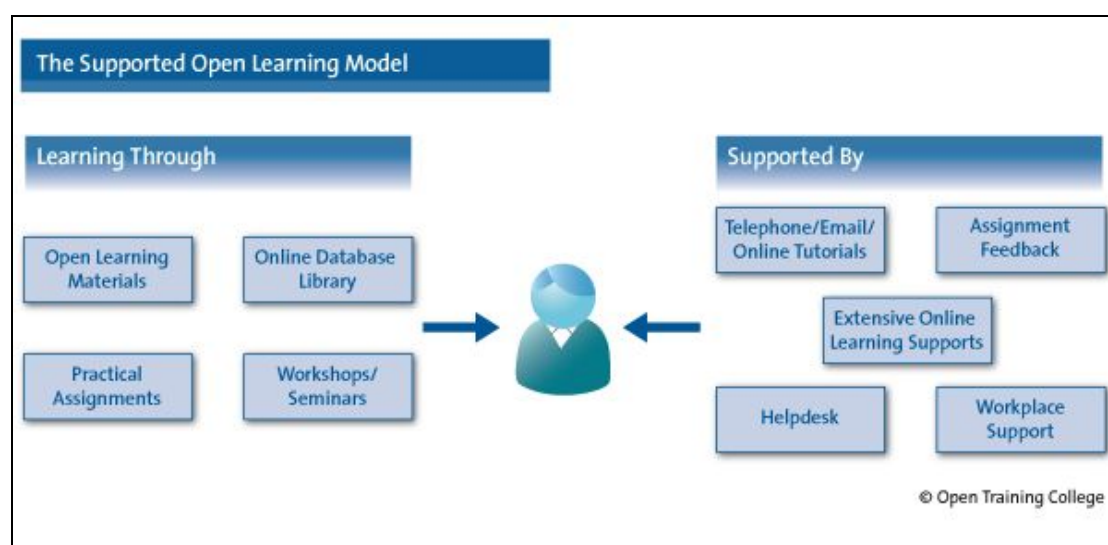 The Supported Open Learning Model
Learning Through
Open Learning
Materials
Online Database
Library
Practical
Assignments
Workshops/
Seminars
Supported By
Telephone/Email/
Online Tutorials
Assignment
Feedback
Extensive Online
Learning Supports
Helpdesk
Workplace
Support
© Open Training College